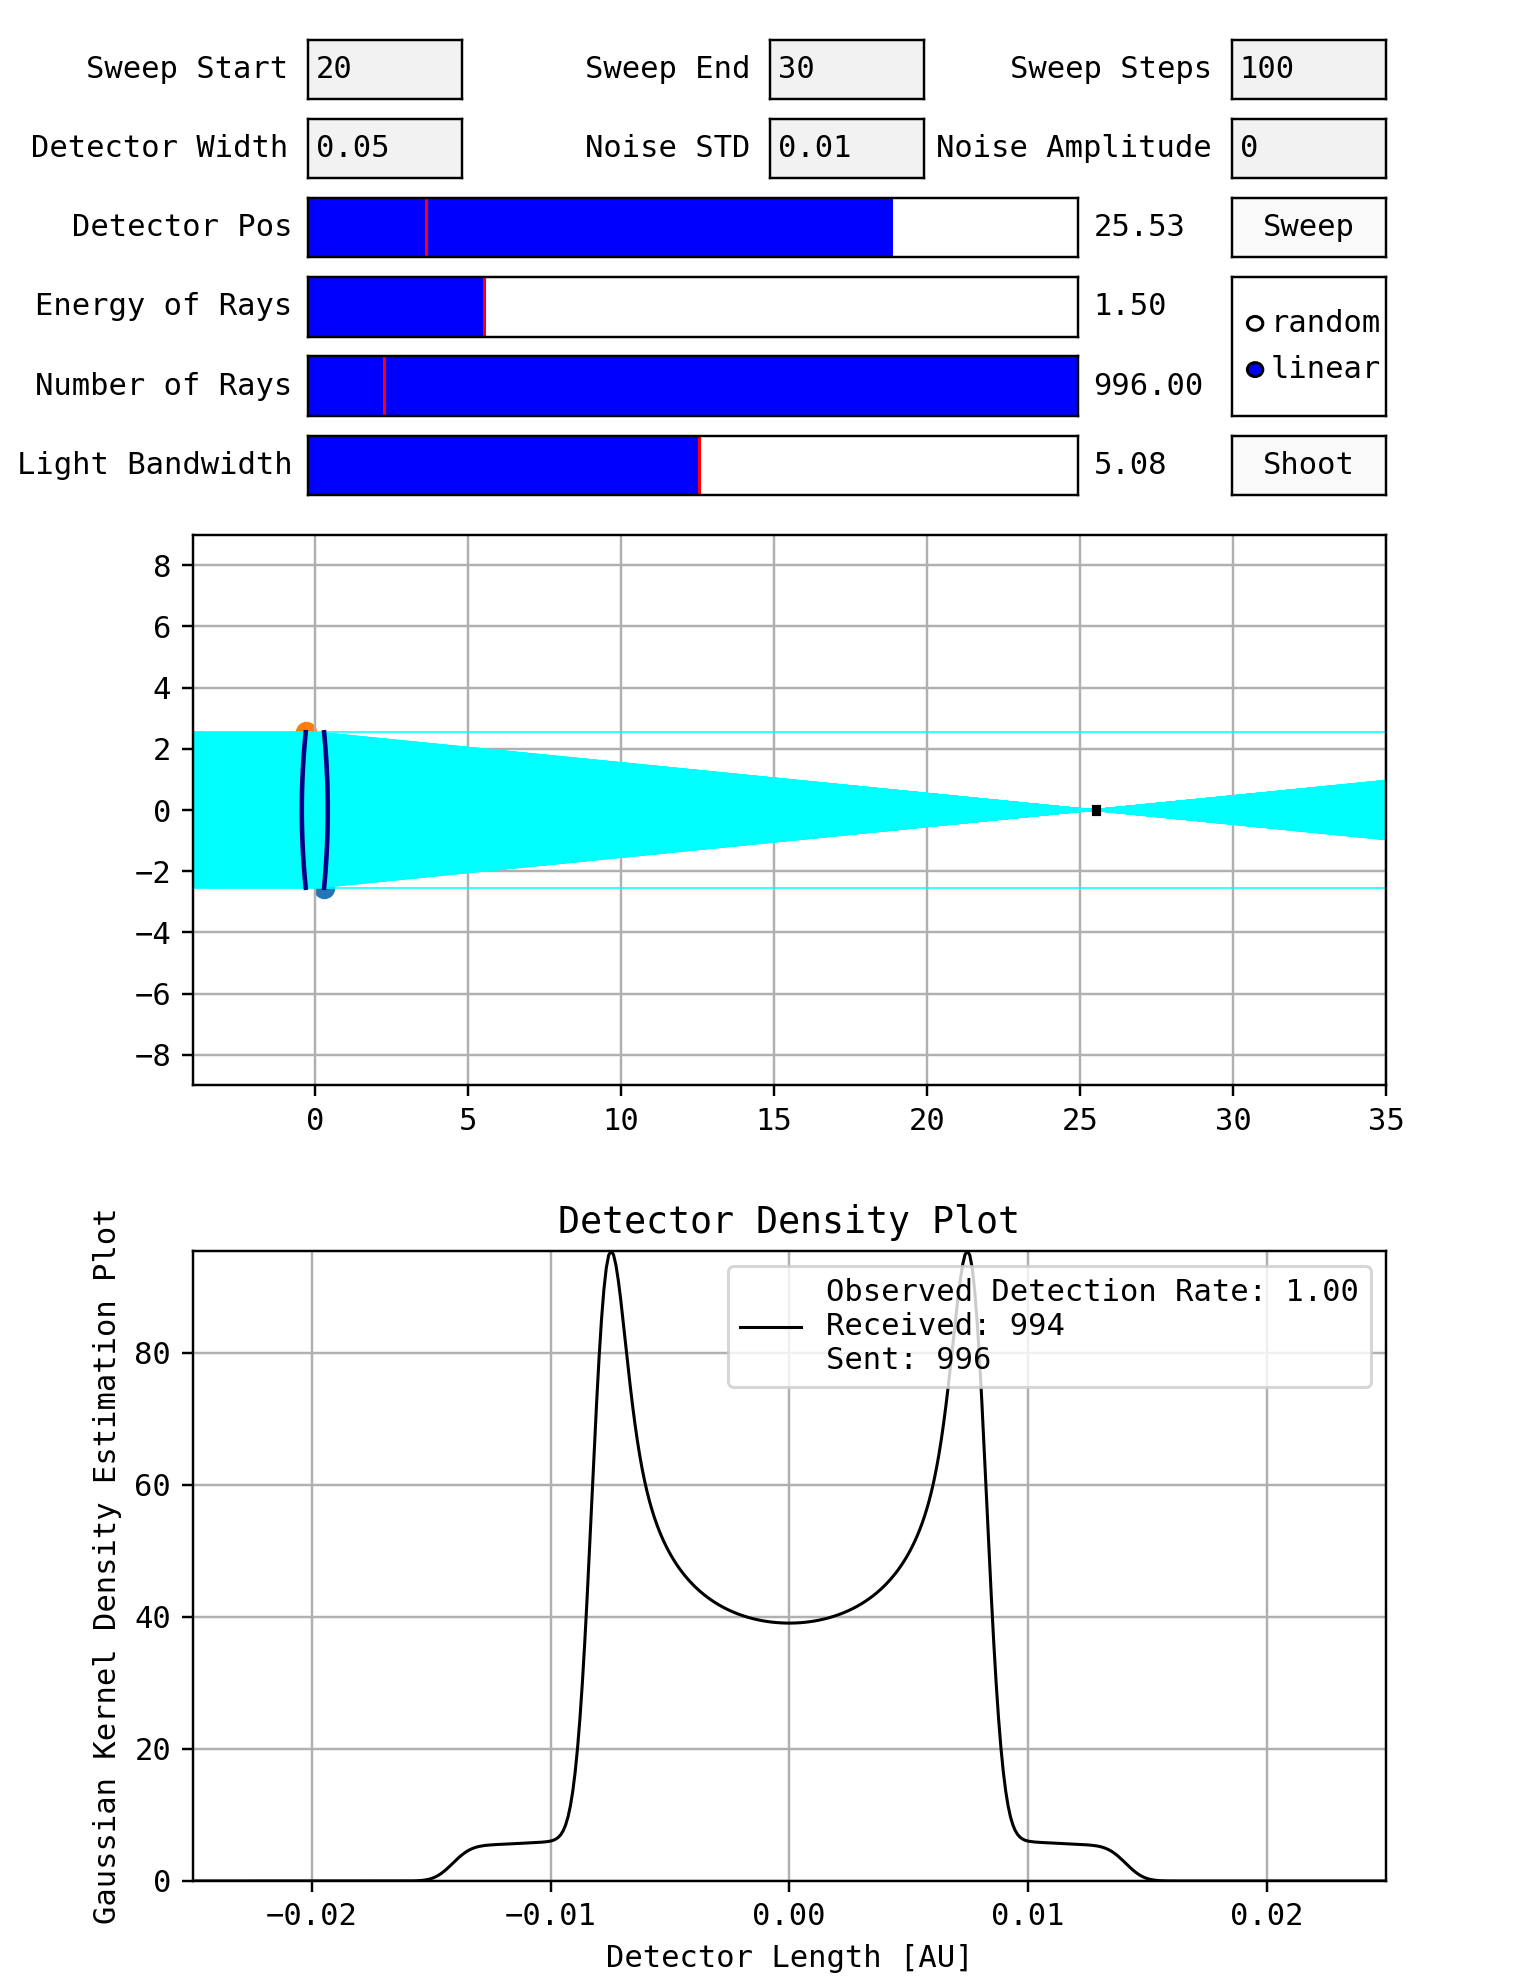 Sweep Start 20 Sweep End 30 Sweep Steps 100
Detector Width 0.05 Noise STD 0.01 Noise Amplitude 0
Detector Pos 25.53 Sweep
Energy of Rays 1.50
random
linear
Number of Rays 996.00
Light Bandwidth 5.08 Shoot
8
6
4
2
0
−2
−4
−6
−8
0 5 10 15 20 25 30 35
Detector Density Plot
Gaussian Kernel Density Estimation Plot
Observed Detection Rate: 1.00
Received: 994
Sent: 996
80
60
40
20
0
−0.02 −0.01 0.00 0.01 0.02
Detector Length [AU]